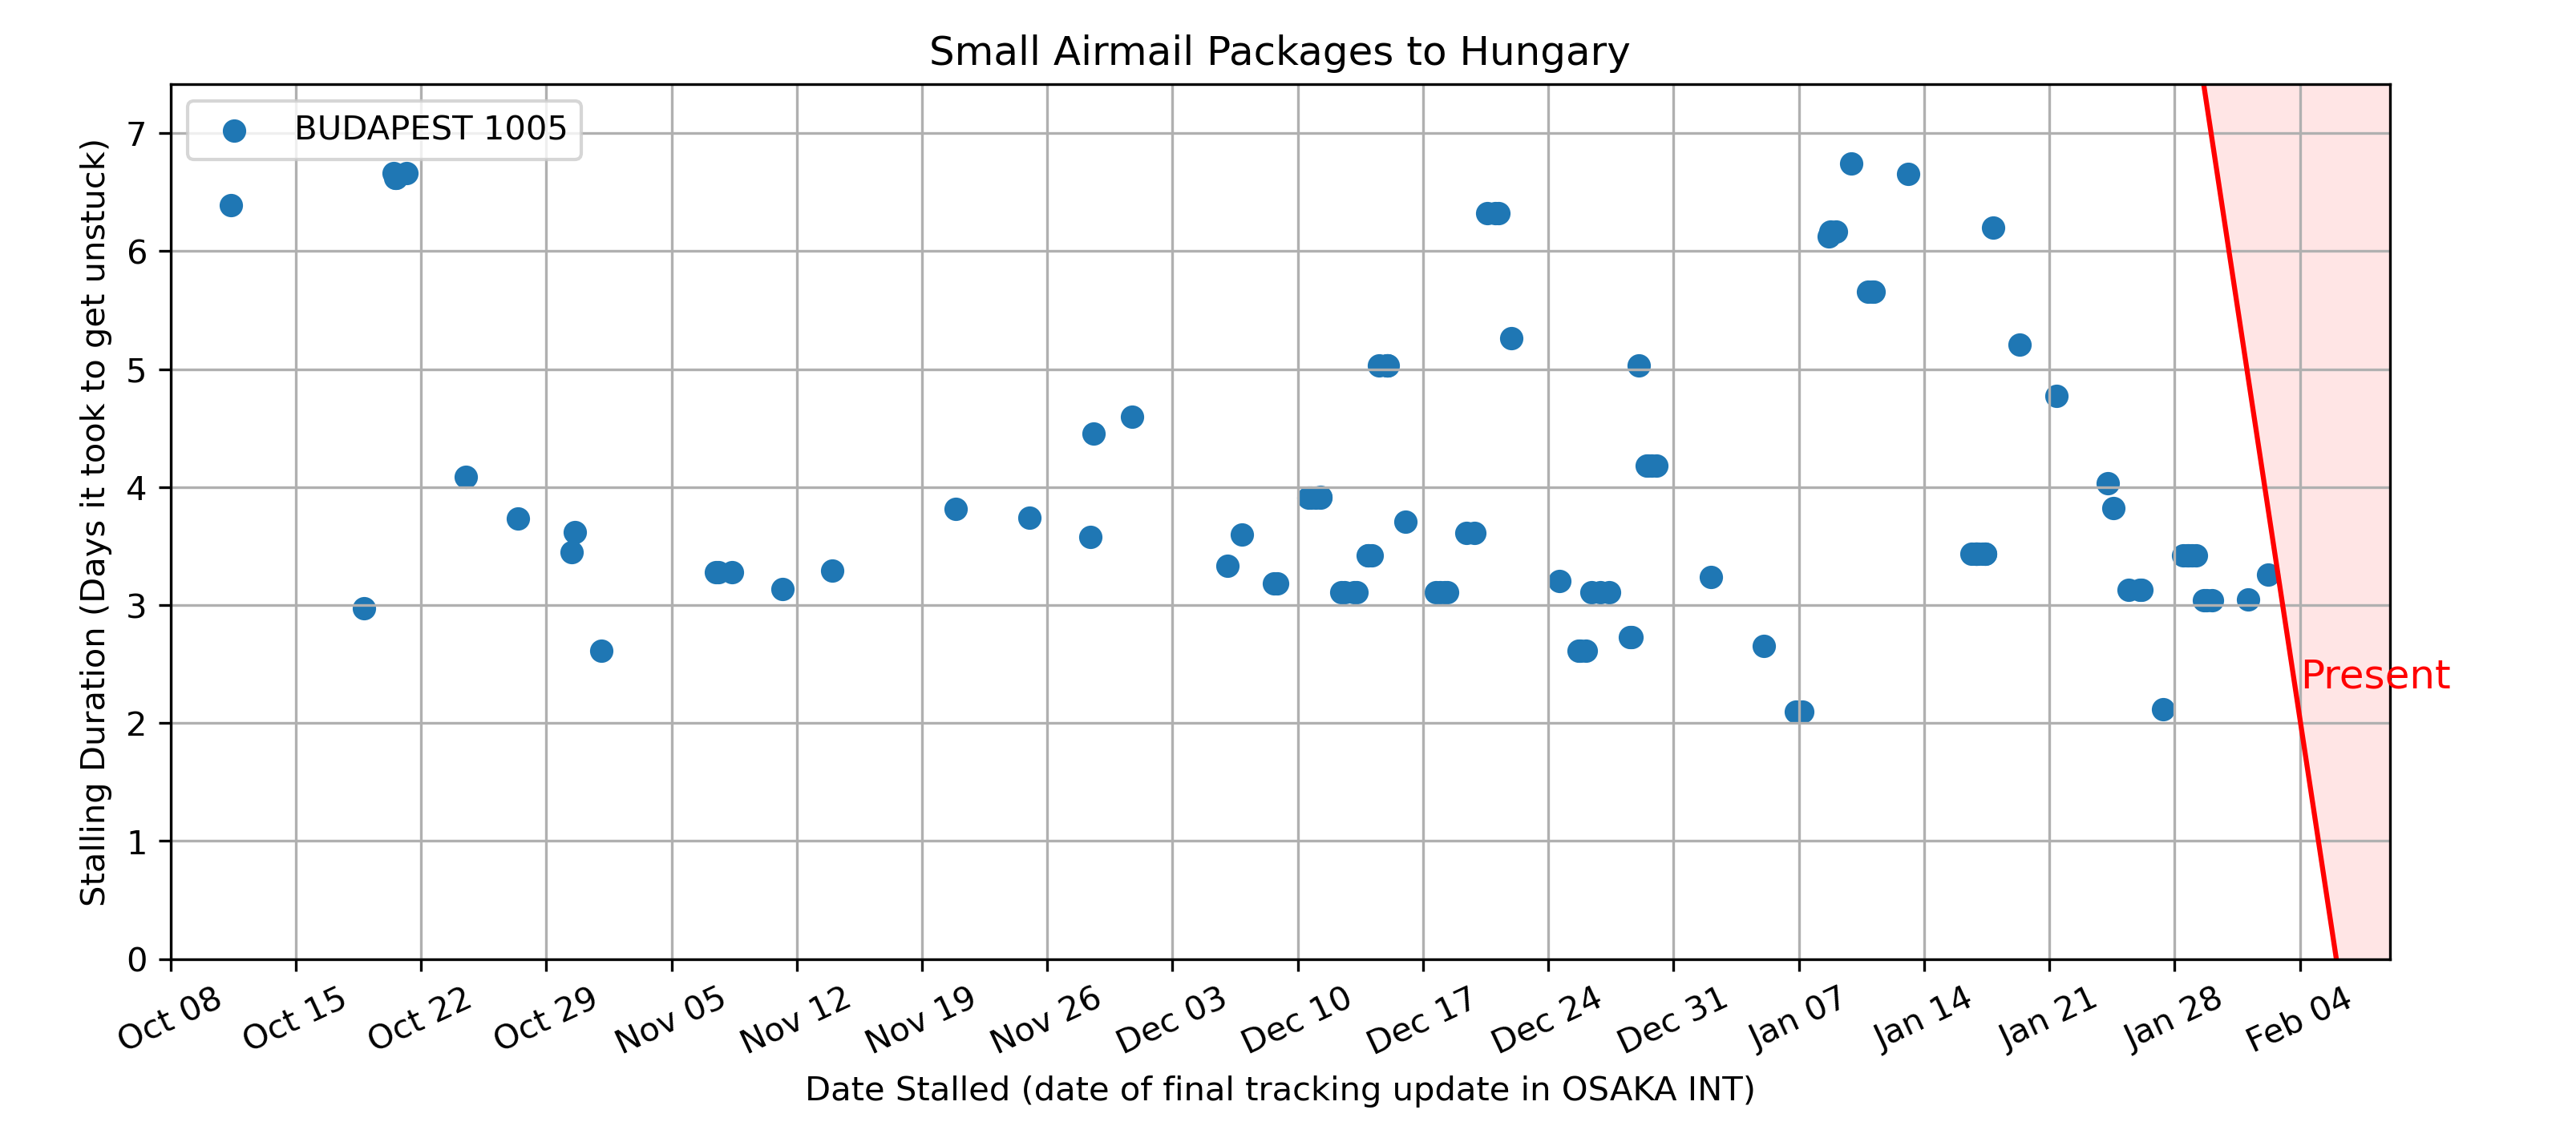 Small Airmail Packages to Hungary
BUDAPEST 1005
Stalling Duration (Days it took to get unstuck)
7
6
5
4
3
2
1
0
Present
Oct 08 Oct 15 Oct 22 Oct 29 Nov 05 Nov 12 Nov 19 Nov 26 Dec 03 Dec 10 Dec 17 Dec 24 Dec 31 Jan 07 Jan 14 Jan 21 Jan 28 Feb 04
Date Stalled (date of final tracking update in OSAKA INT)